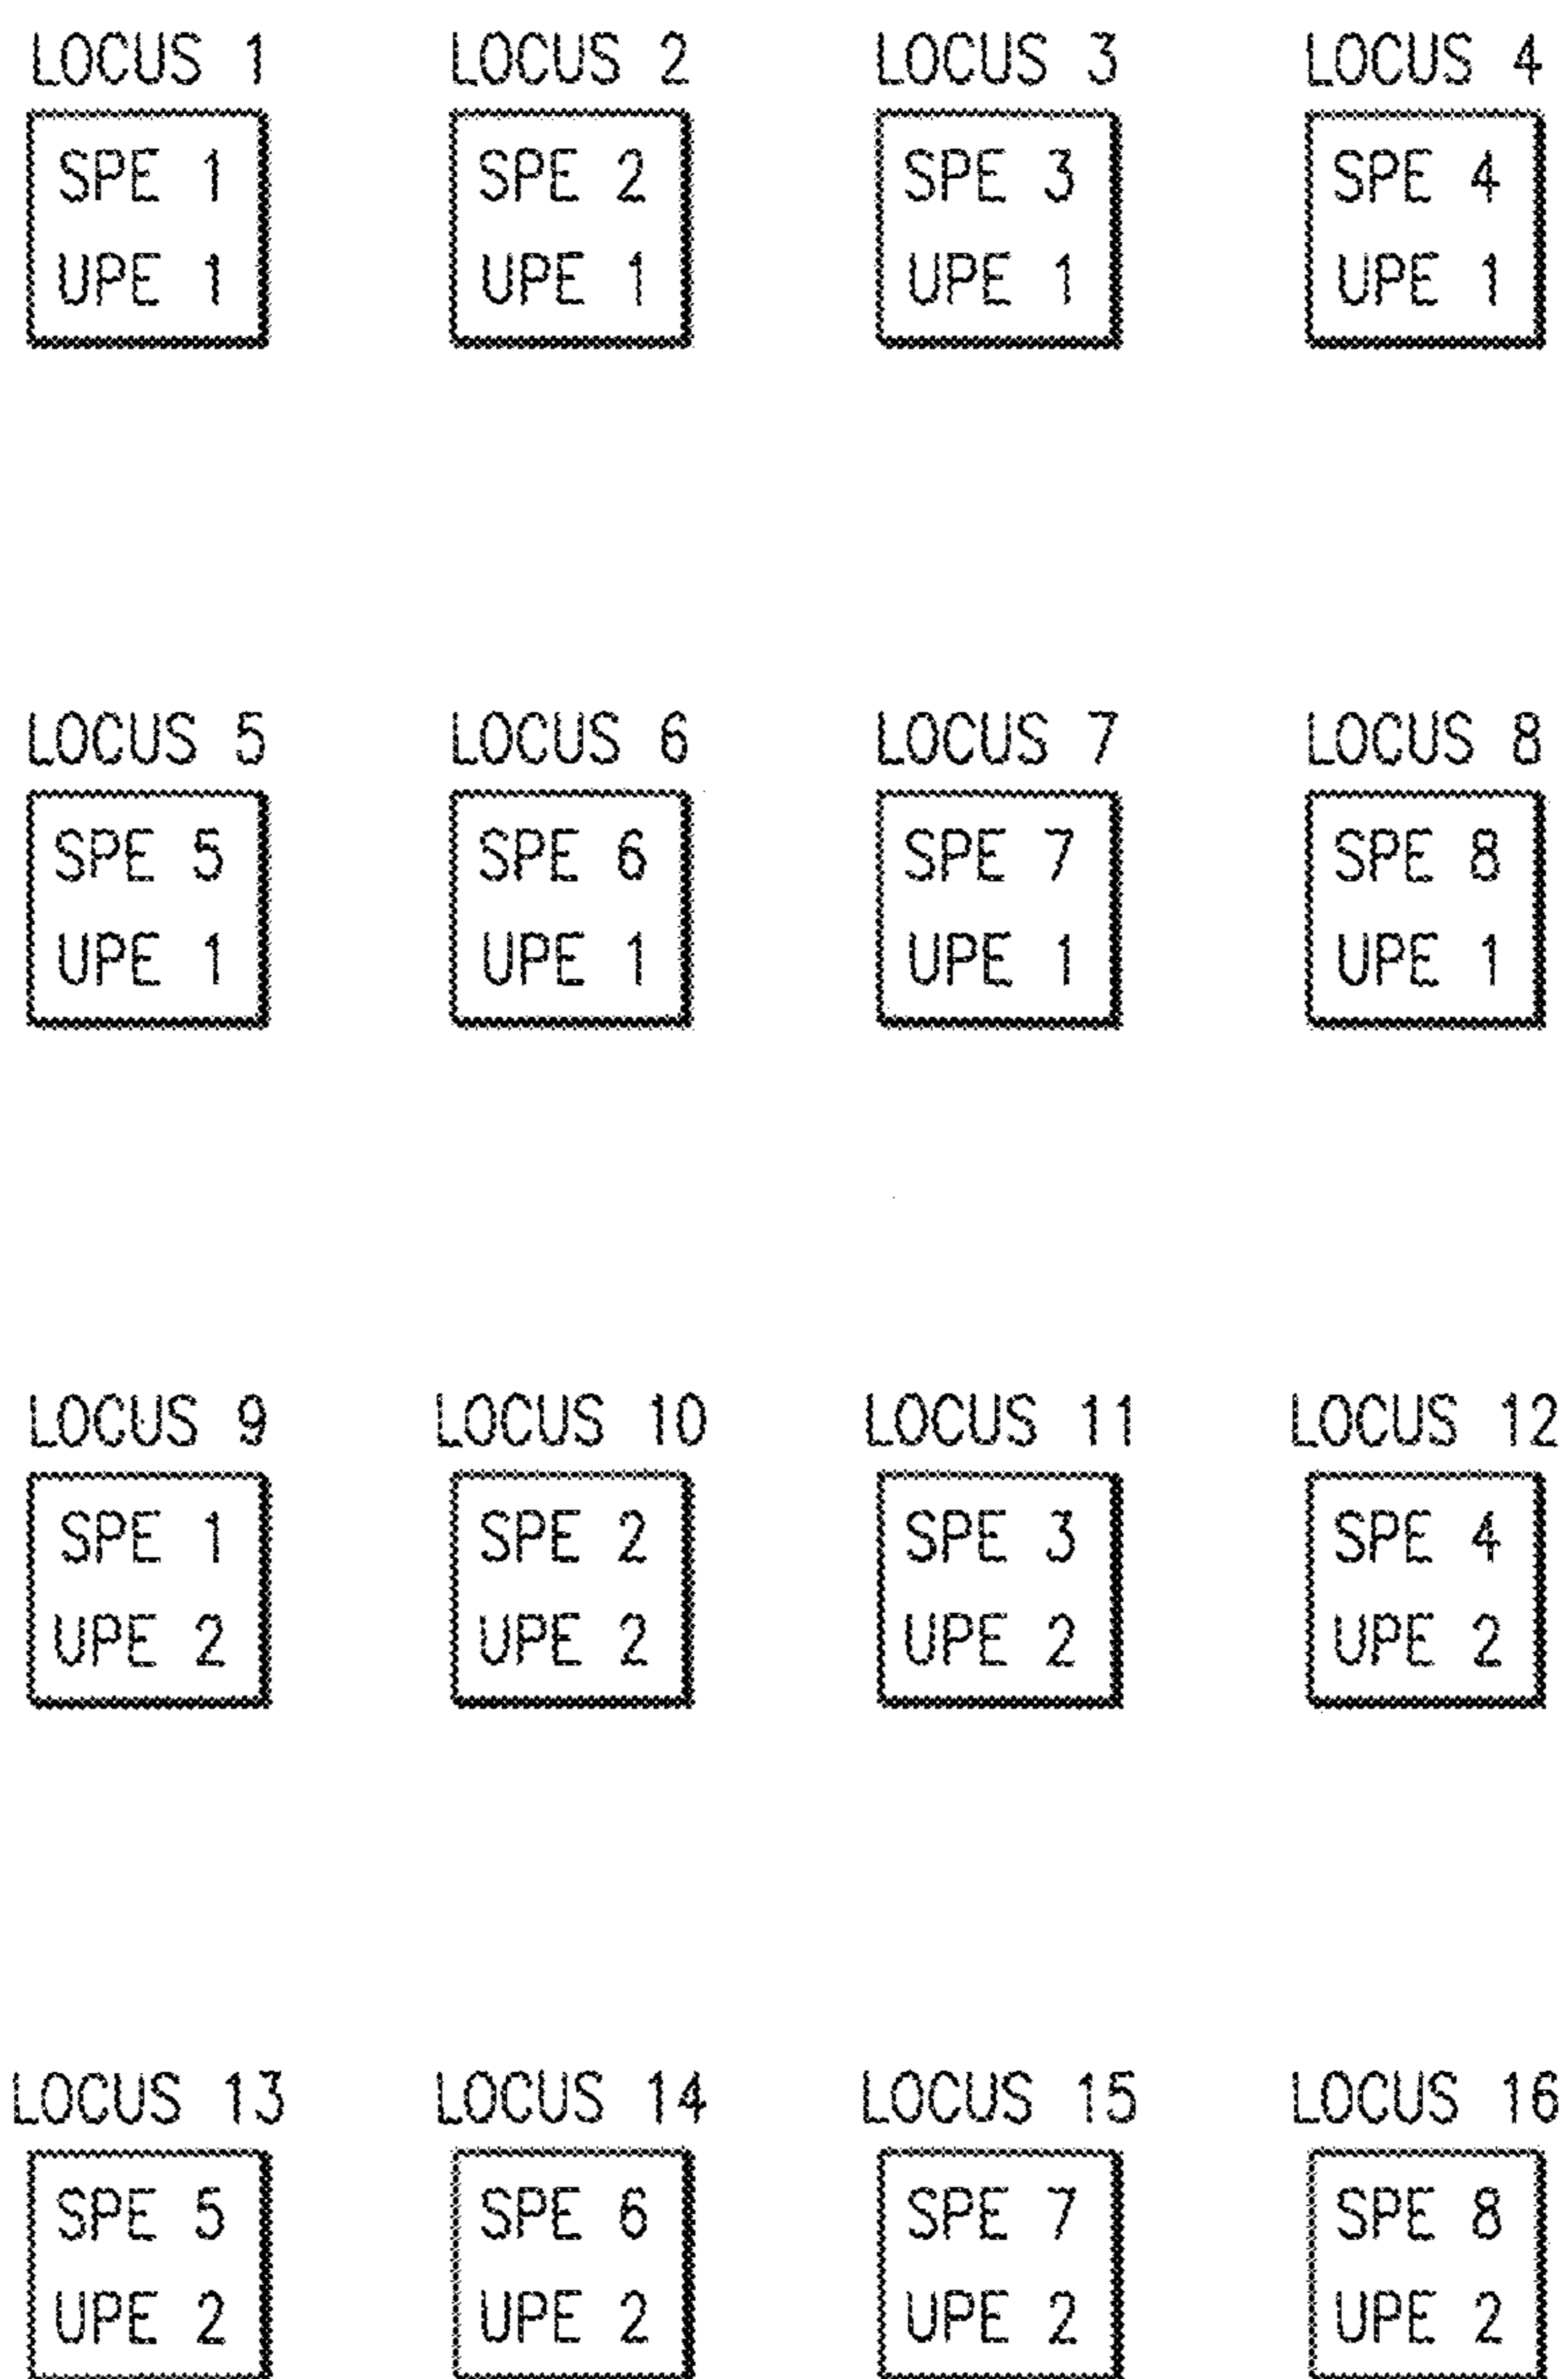 LOCUS 1 LOCUS 2 LOCUS 3 LOCUS 4
SPE 1 SPE 2 SPE 3 SPE 4
UPE 1 UPE 1 UPE 1 UPE 1
LOCUS 5 LOCUS 6 LOCUS 7 LOCUS 8
SPE 5 SPE 6 SPE 7 SPE 8
UPE 1 UPE 1 UPE 1 UPE 1
LOCUS 9 LOCUS 10 LOCUS 11 LOCUS 12
SPE 1 SPE 2 SPE 3 SPE 4
UPE 2 UPE 2 UPE 2 UPE 2
LOCUS 13 LOCUS 14 LOCUS 15 LOCUS 16
SPE 5 SPE 6 SPE 7 SPE 8
UPE 2 UPE 2 UPE 2 UPE 2